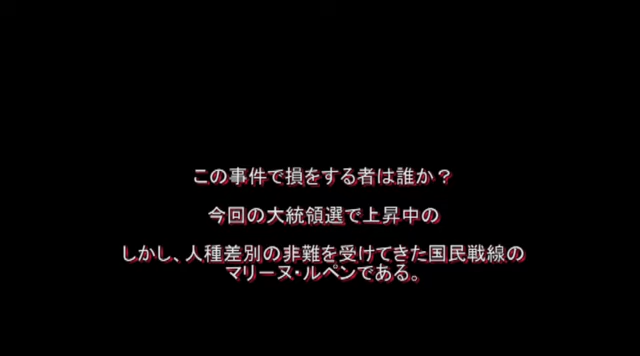 この事件で損をする者は誰か？
今回の大統領選で上昇中の
しかし、人種差別の非難を受けてきた国民戦線の
マリーヌ・ルペンである。